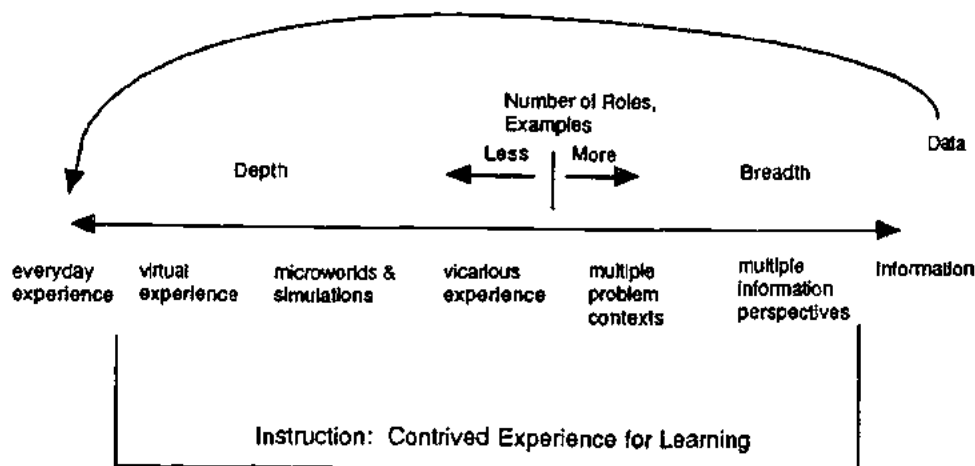 Number of Roles,
Examples
Less
More
Data
Depth
Breadth
everyday
experience
virtual
experience
microworlds &
simulations
vicarious
experience
multiple
problem
contexts
multiple
information
perspectives
Information
Instruction: Contrived Experience for Learning